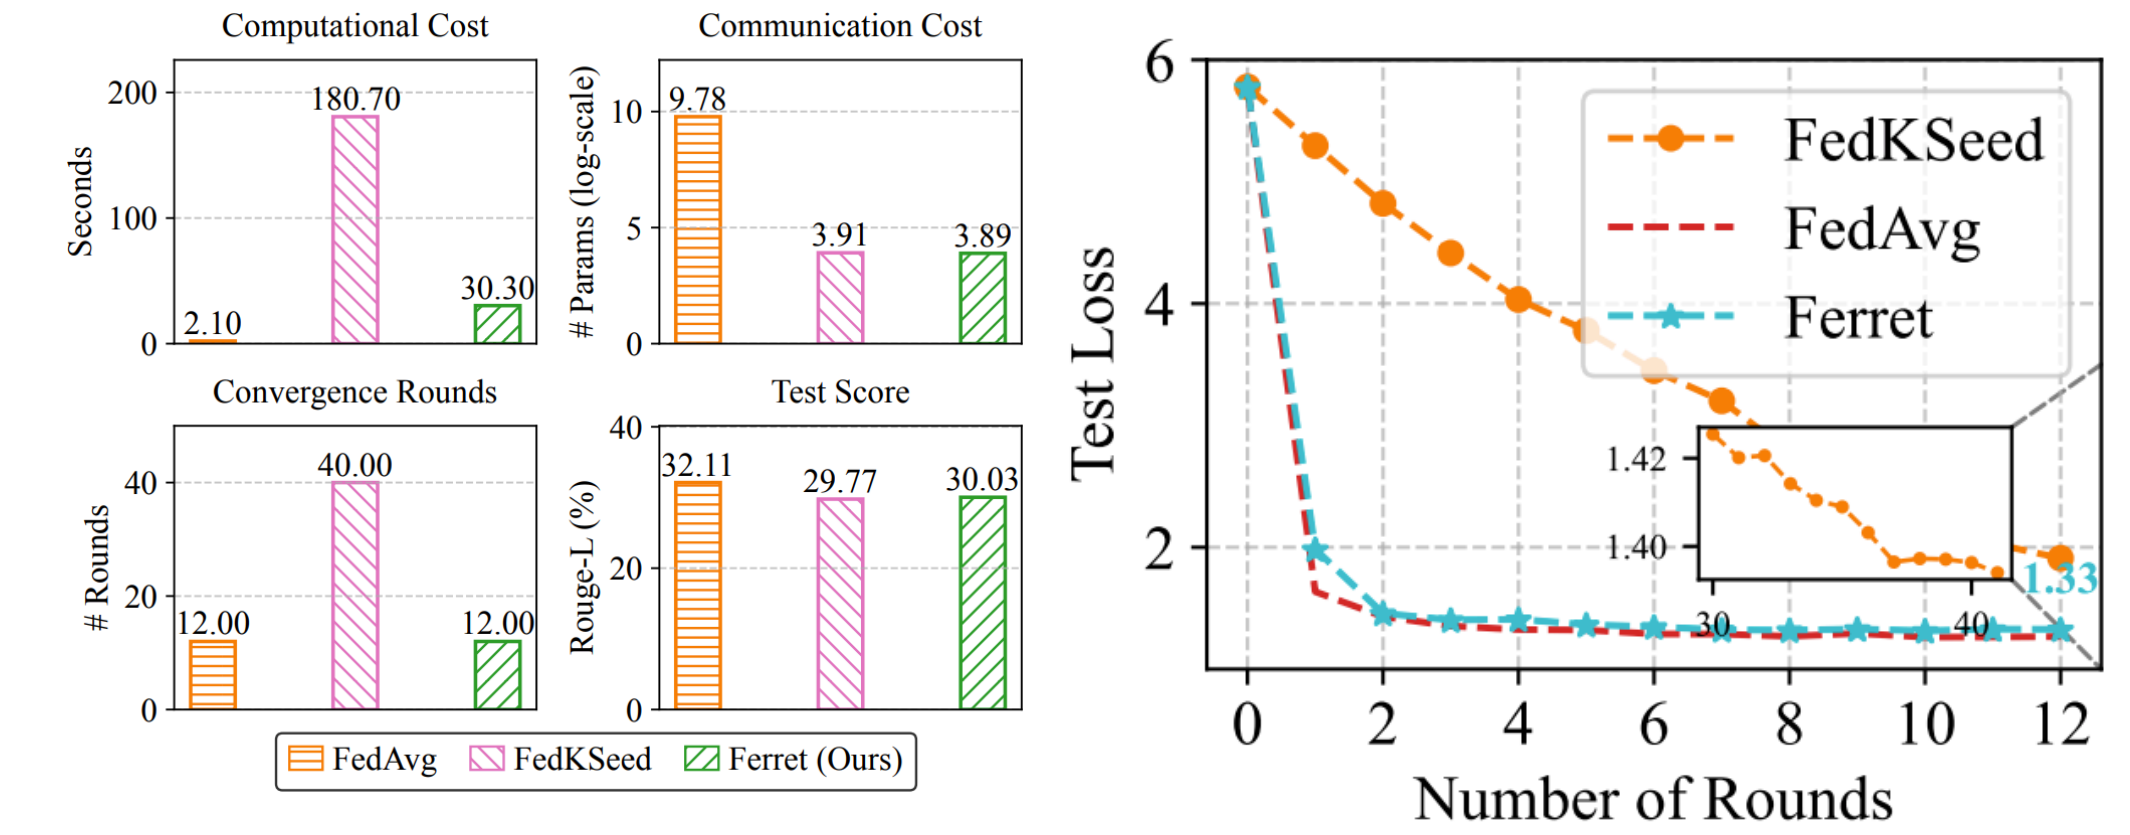 Computational Cost
Seconds
200
100
0
2.10
180.70
30.30
Communication Cost
# Params (log-scale)
10
5
0
9.78
3.91
3.89
Convergence Rounds
# Rounds
40
20
0
12.00
40.00
12.00
Test Score
Rouge-L (%)
40
20
0
32.11
29.77
30.03
FedAvg
FedKSeed
Ferret (Ours)
Test Loss
6
4
2
FedKSeed
FedAvg
Ferret
1.42
1.40
30
40
1.33
0
2
4
6
8
10
12
Number of Rounds